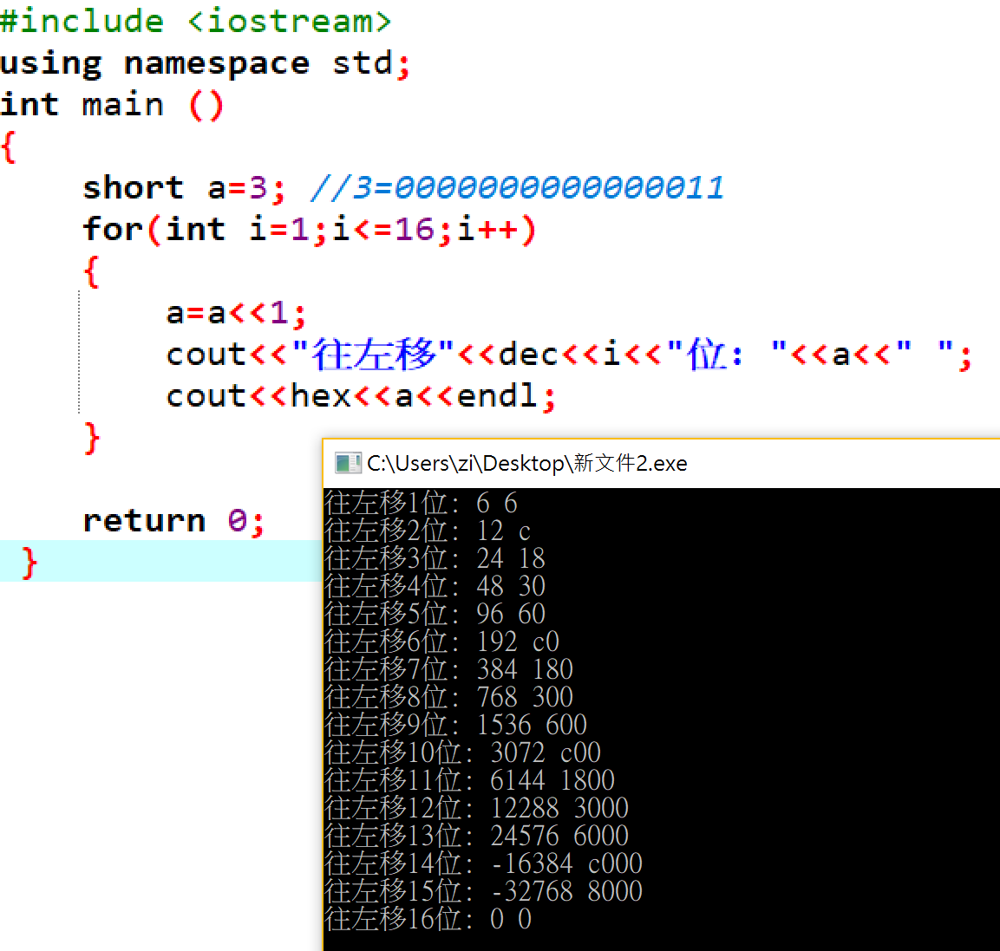 #include <iostream>
using namespace std;
int main ()
{
    short a=3; //3=0000000000000011
    for(int i=1;i<=16;i++)
    {
        a=a<<1;
        cout<<"往左移"<<dec<<i<<"位："<<a<<" ";
        cout<<hex<<a<<endl;
    }
    return 0;
}
C:\Users\zi\Desktop\新文件2.exe
往左移1位：6 6
往左移2位：12 c
往左移3位：24 18
往左移4位：48 30
往左移5位：96 60
往左移6位：192 c0
往左移7位：384 180
往左移8位：768 300
往左移9位：1536 600
往左移10位：3072 c00
往左移11位：6144 1800
往左移12位：12288 3000
往左移13位：24576 6000
往左移14位：-16384 c000
往左移15位：-32768 8000
往左移16位：0 0